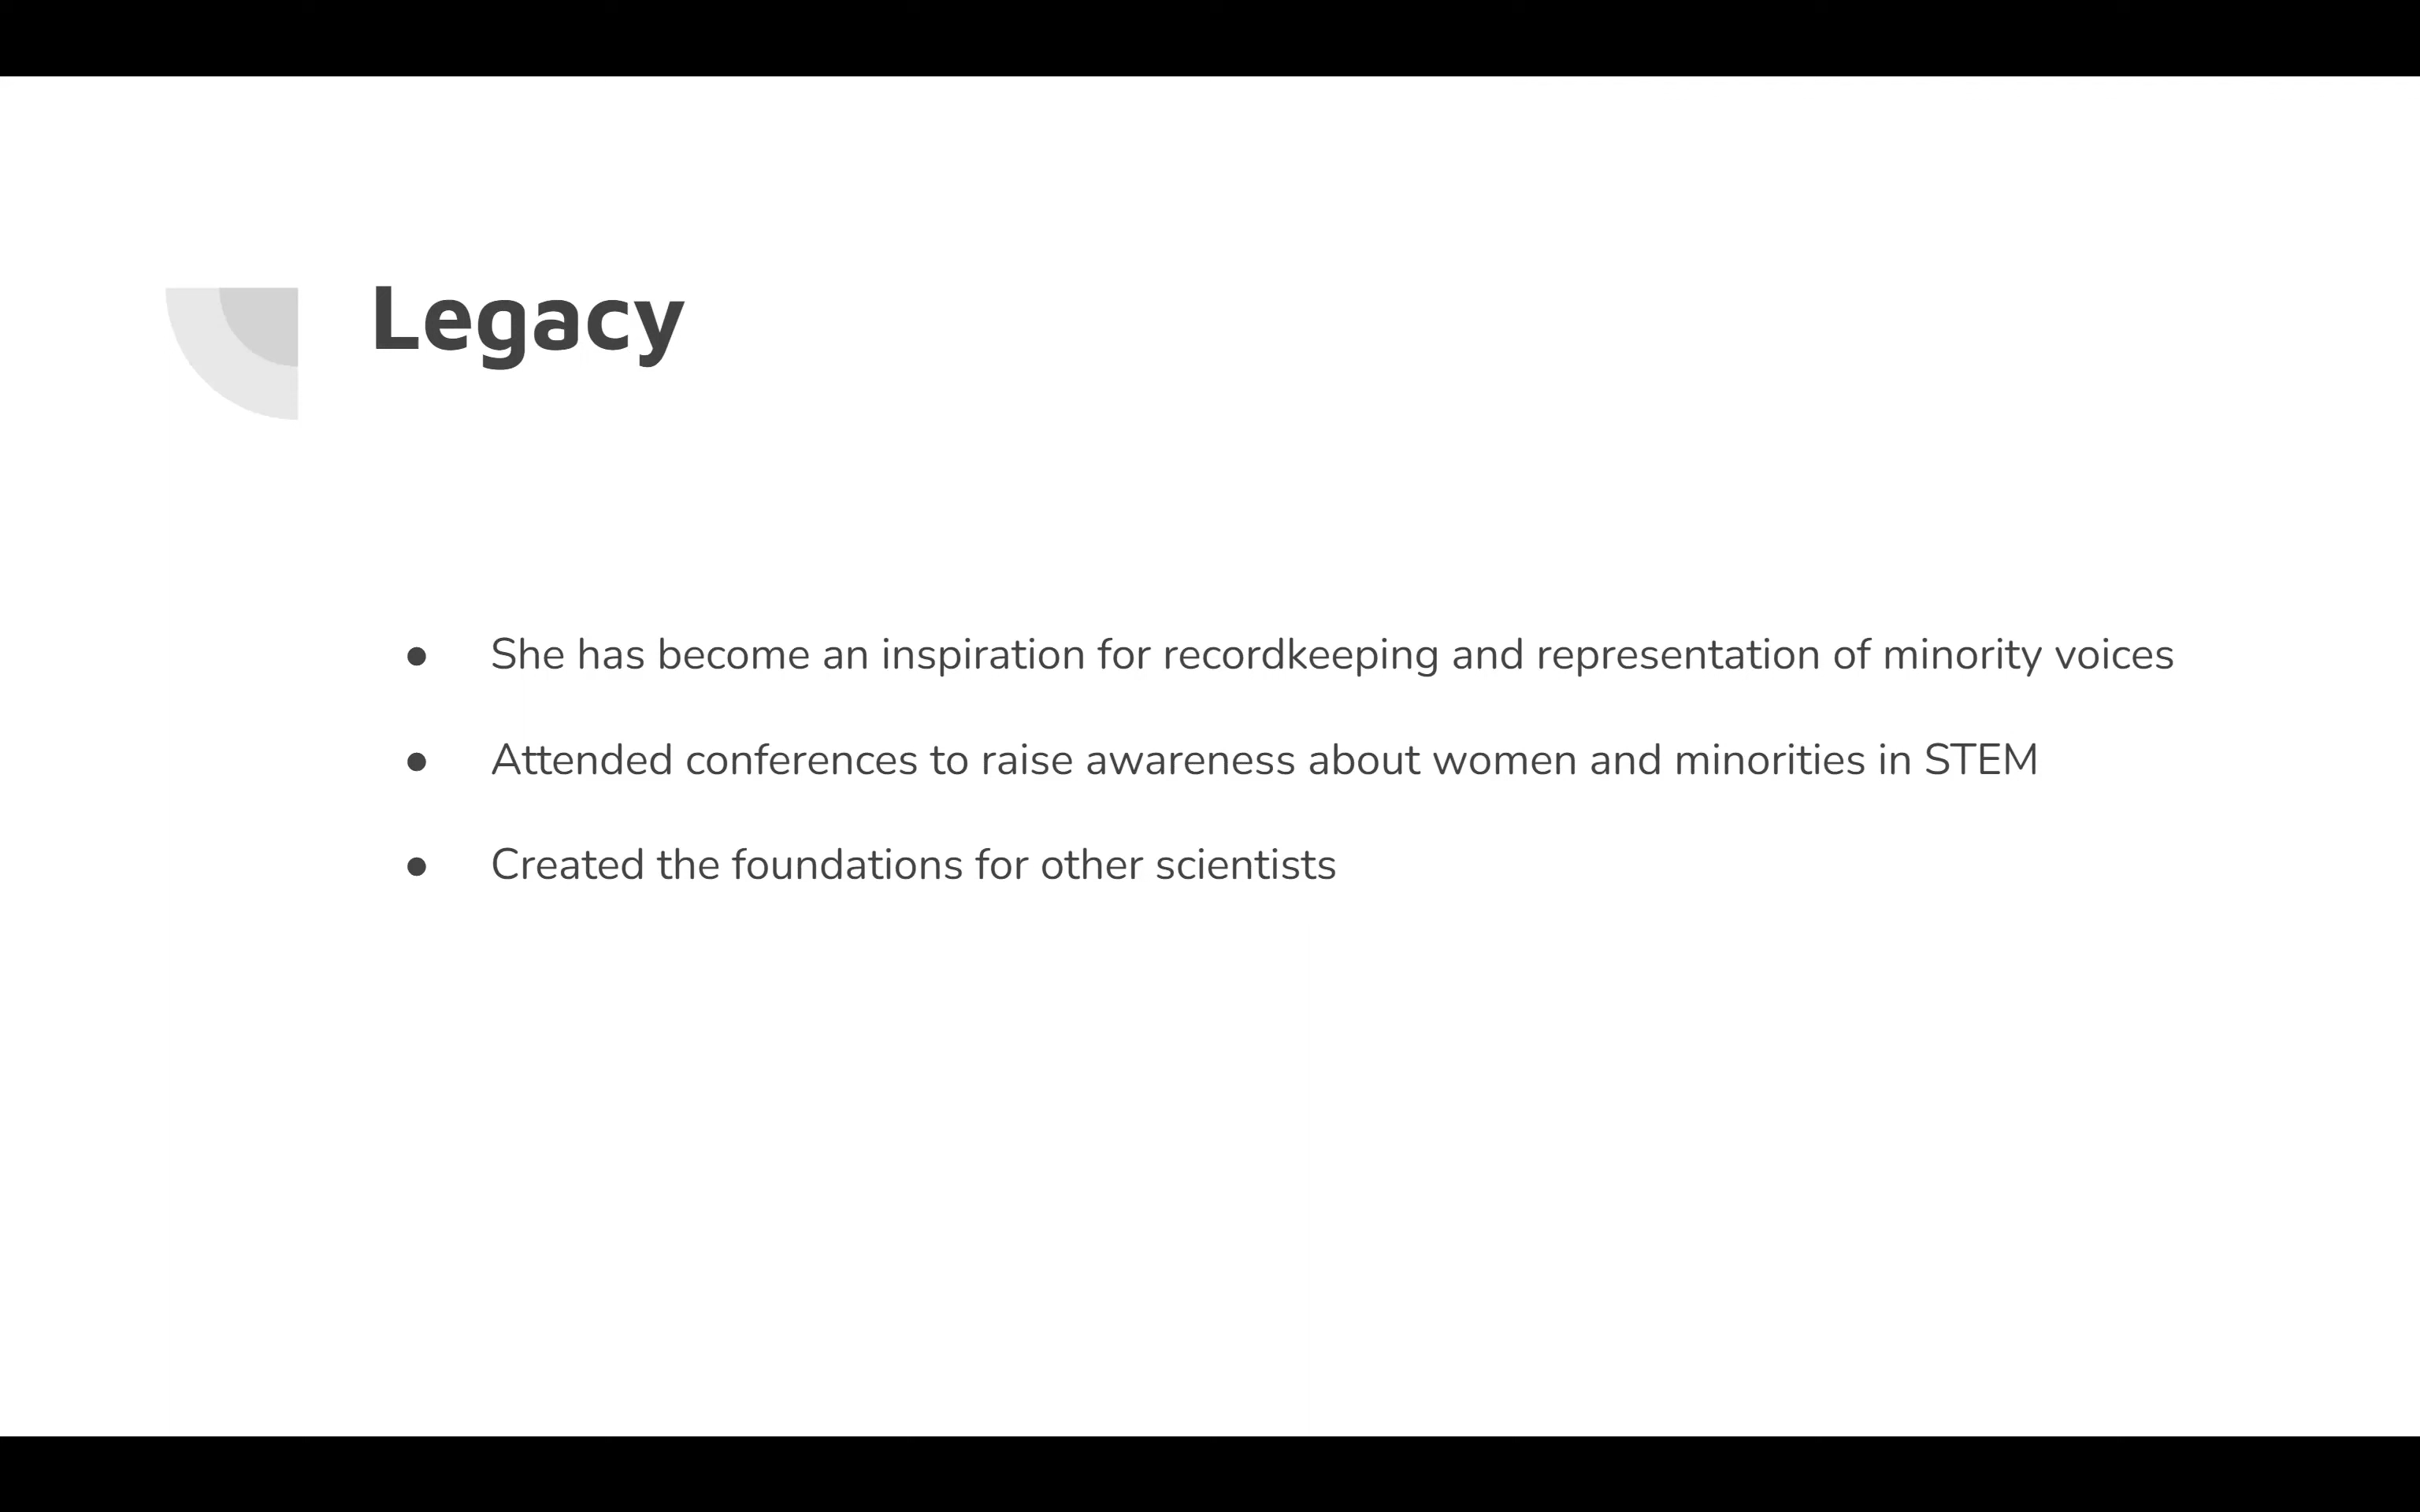 Legacy
● She has become an inspiration for recordkeeping and representation of minority voices
● Attended conferences to raise awareness about women and minorities in STEM
● Created the foundations for other scientists